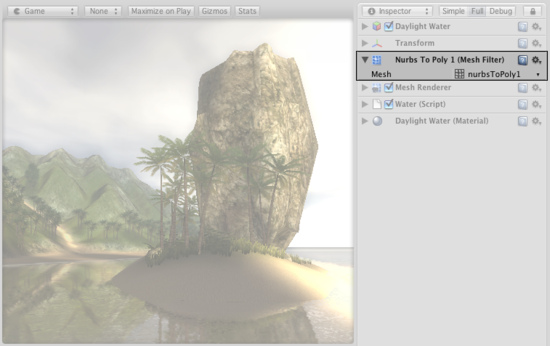 Game
None
Maximize on Play
Gizmos
Stats
Inspector
Simple
Full
Debug
Daylight Water
Transform
Nurbs To Poly 1 (Mesh Filter)
Mesh
nurbsToPoly1
Mesh Renderer
Water (Script)
Daylight Water (Material)